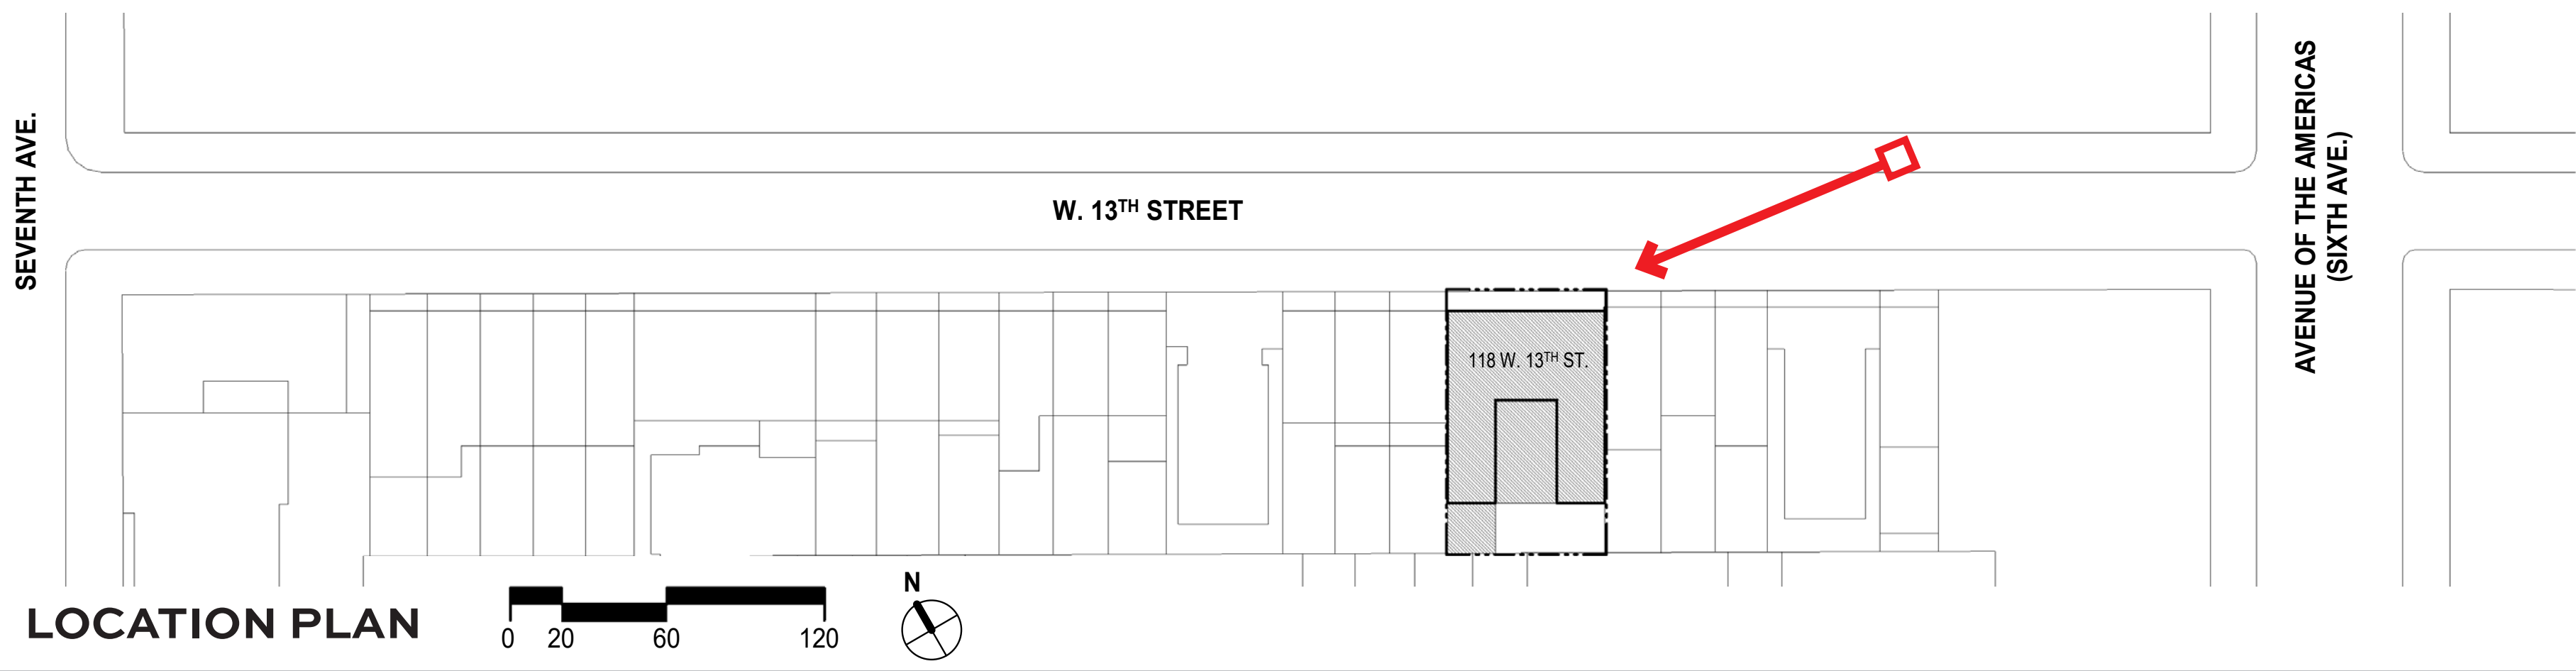 SEVENTH AVE.
W. 13TH STREET
AVENUE OF THE AMERICAS
(SIXTH AVE.)
118 W. 13TH ST.
LOCATION PLAN
0 20 60 120
N